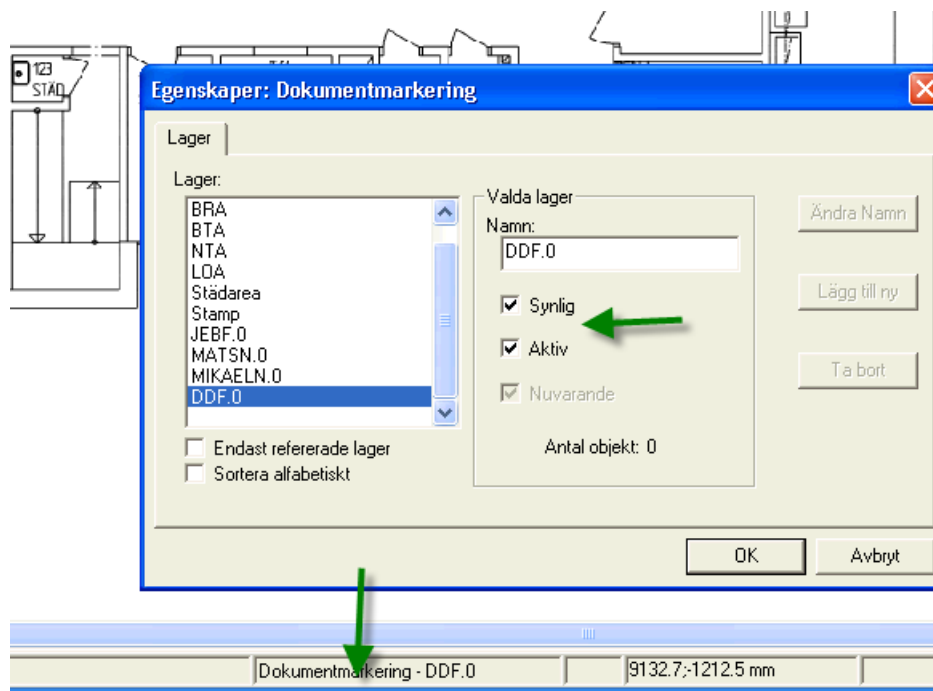 123
STÄD
Egenskaper: Dokumentmarkering
Lager
Lager:
BRA
BTA
NTA
LOA
Städarea
Stamp
JEBF.0
MATSN.0
MIKAELN.0
DDF.0
Endast refererade lager
Sortera alfabetiskt
Valda lager
Namn:
DDF.0
Synlig
Aktiv
Nuvarande
Antal objekt: 0
Ändra Namn
Lägg till ny
Ta bort
OK
Avbryt
Dokumentmarkering - DDF.0
9132.7;-1212.5 mm